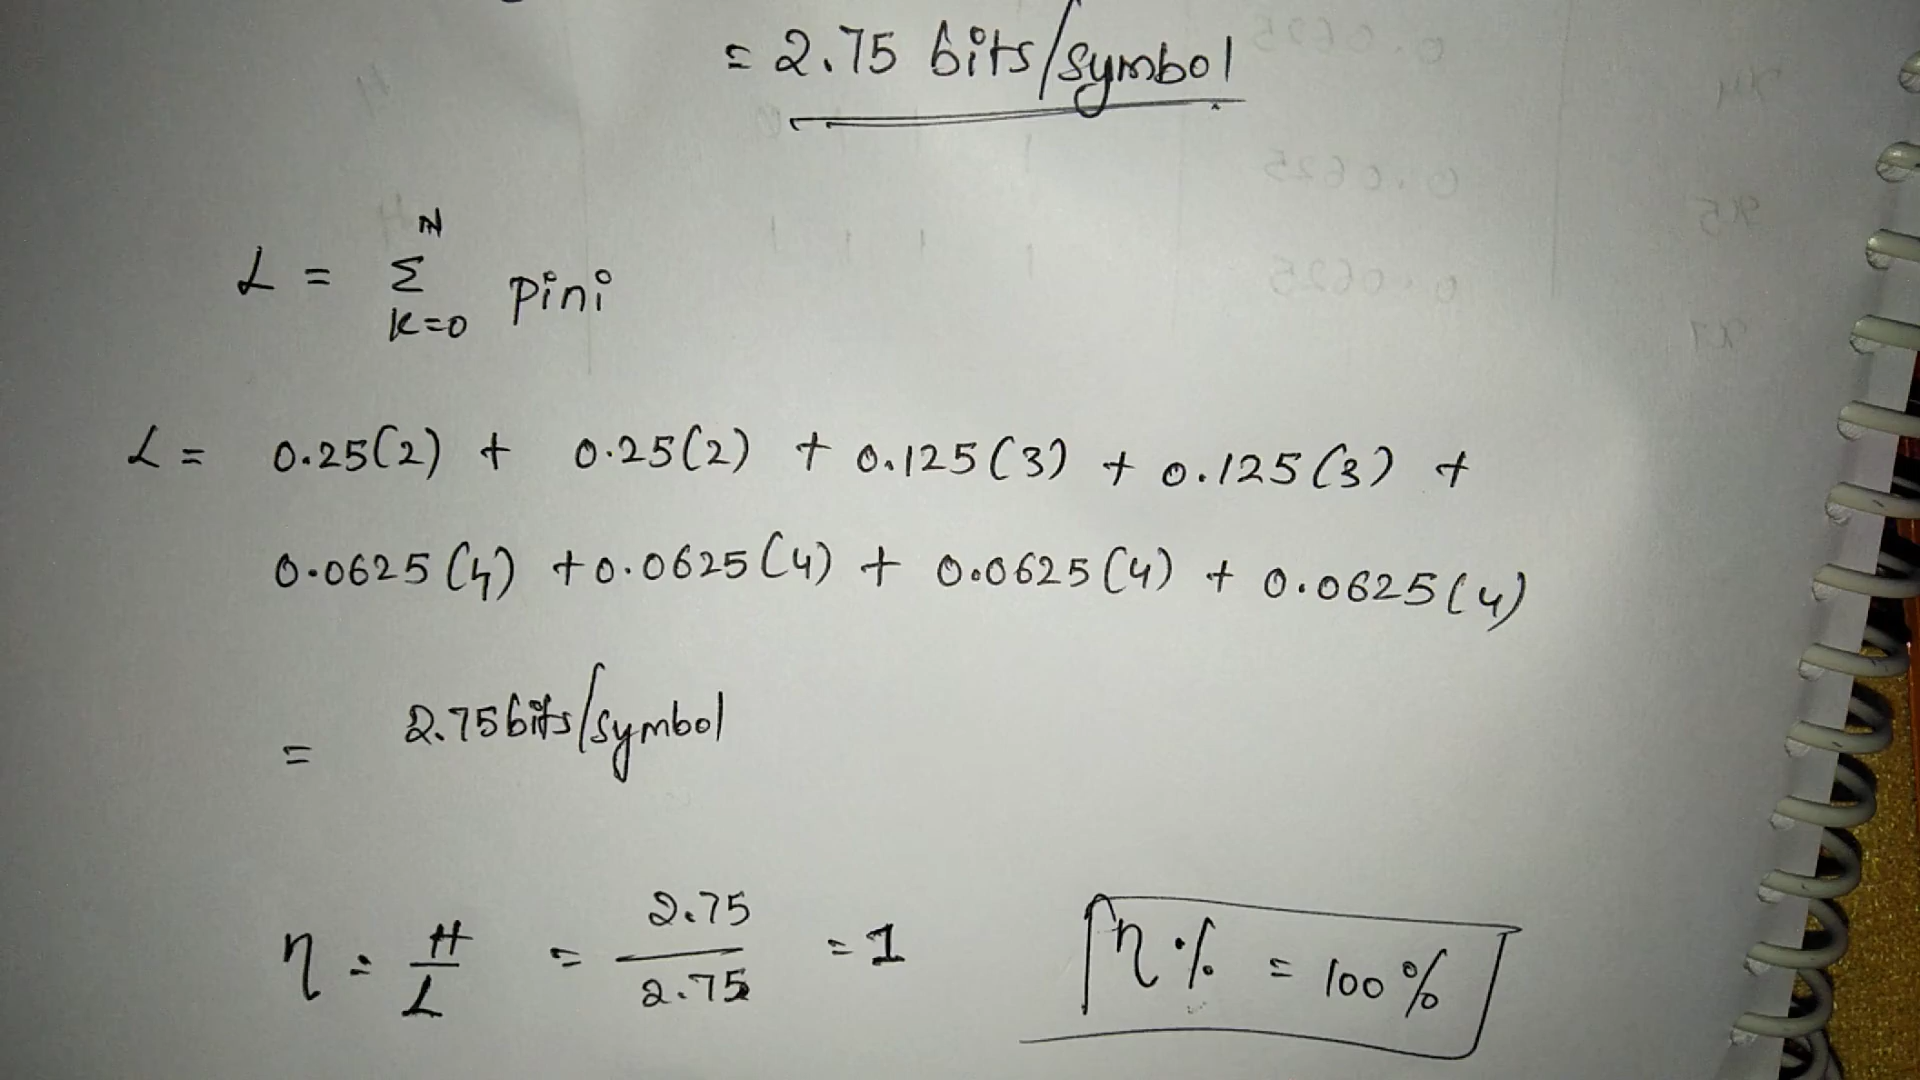 = 2.75 bits/symbol
N
L = Σ pini
K=0
L = 0.25(2) + 0.25(2) + 0.125(3) + 0.125(3) +
0.0625(4) + 0.0625(4) + 0.0625(4) + 0.0625(4)
= 2.75 bits/symbol
η = H/L = 2.75/2.75 = 1 η% = 100%